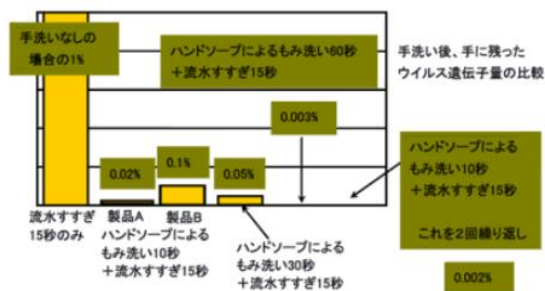 手洗いなしの
場合の1%
ハンドソープによるもみ洗い60秒
+流水すすぎ15秒
手洗い後、手に残った
ウイルス遺伝子量の比較
0.003%
0.02%
0.1%
0.05%
ハンドソープによる
もみ洗い10秒
+流水すすぎ15秒
これを2回繰り返し
0.002%
流水すすぎ
15秒のみ
製品A
製品B
ハンドソープによる
もみ洗い10秒
+流水すすぎ15秒
ハンドソープによる
もみ洗い30秒
+流水すすぎ15秒